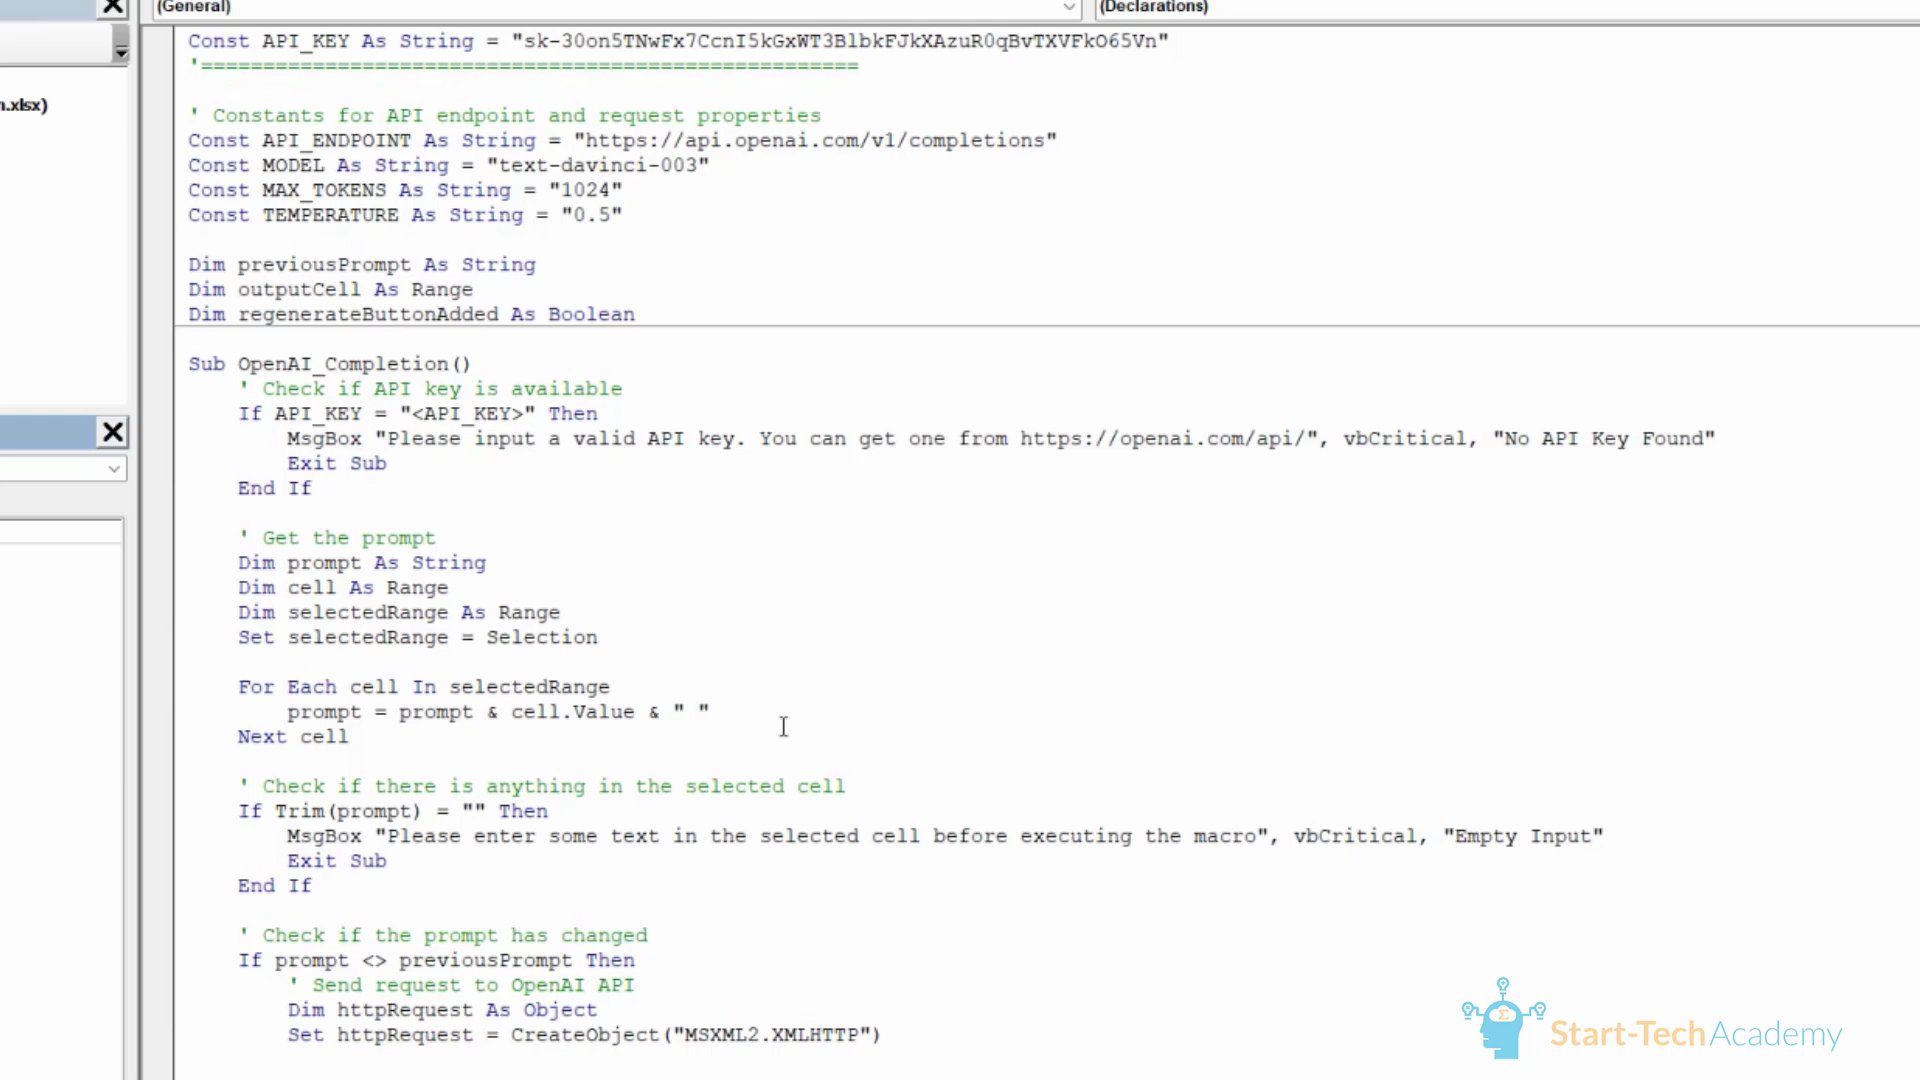 (General)
(Declarations)
Const API_KEY As String = "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"
'=====================================================
n.xlsx)
' Constants for API endpoint and request properties
Const API_ENDPOINT As String = "https://api.openai.com/v1/completions"
Const MODEL As String = "text-davinci-003"
Const MAX_TOKENS As String = "1024"
Const TEMPERATURE As String = "0.5"
Dim previousPrompt As String
Dim outputCell As Range
Dim regenerateButtonAdded As Boolean
Sub OpenAI_Completion()
' Check if API key is available
If API_KEY = "<API_KEY>" Then
MsgBox "Please input a valid API key. You can get one from https://openai.com/api/", vbCritical, "No API Key Found"
Exit Sub
End If
' Get the prompt
Dim prompt As String
Dim cell As Range
Dim selectedRange As Range
Set selectedRange = Selection
For Each cell In selectedRange
prompt = prompt & cell.Value & " "
Next cell
' Check if there is anything in the selected cell
If Trim(prompt) = "" Then
MsgBox "Please enter some text in the selected cell before executing the macro", vbCritical, "Empty Input"
Exit Sub
End If
' Check if the prompt has changed
If prompt <> previousPrompt Then
' Send request to OpenAI API
Dim httpRequest As Object
Set httpRequest = CreateObject("MSXML2.XMLHTTP")
Start-Tech Academy